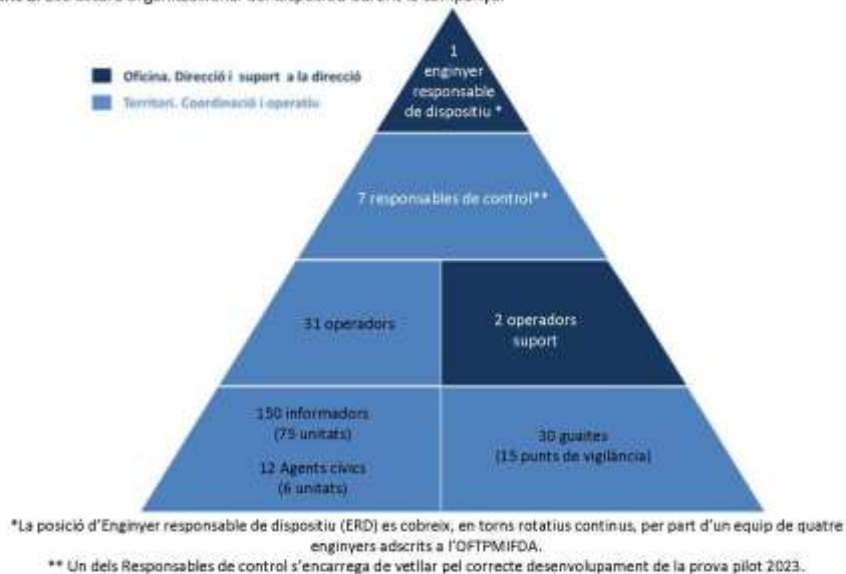 Oficina. Direcció i suport a la direcció
Territori. Coordinació i operatiu
1
enginyer
responsable
de dispositiu *
7 responsables de control**
31 operadors
2 operadors
suport
150 informadors
(75 unitats)
12 Agents cívics
(6 unitats)
30 guaites
(15 punts de vigilància)
*La posició d'Enginyer responsable de dispositiu (ERD) es cobreix, en torns rotatius continus, per part d'un equip de quatre
enginyers adscrits a l'OFTPMIFDA.
** Un dels Responsables de control s'encarrega de vetllar pel correcte desenvolupament de la prova pilot 2023.